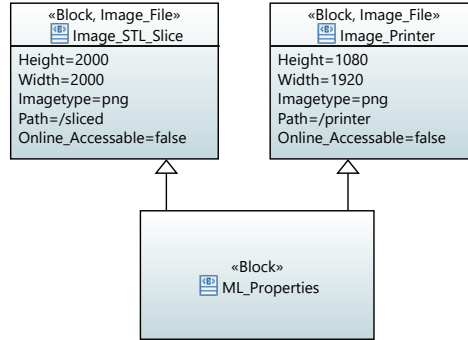 «Block, Image_File»
Image_STL_Slice
Height=2000
Width=2000
Imagetype=png
Path=/sliced
Online_Accessable=false
«Block, Image_File»
Image_Printer
Height=1080
Width=1920
Imagetype=png
Path=/printer
Online_Accessable=false
«Block»
ML_Properties